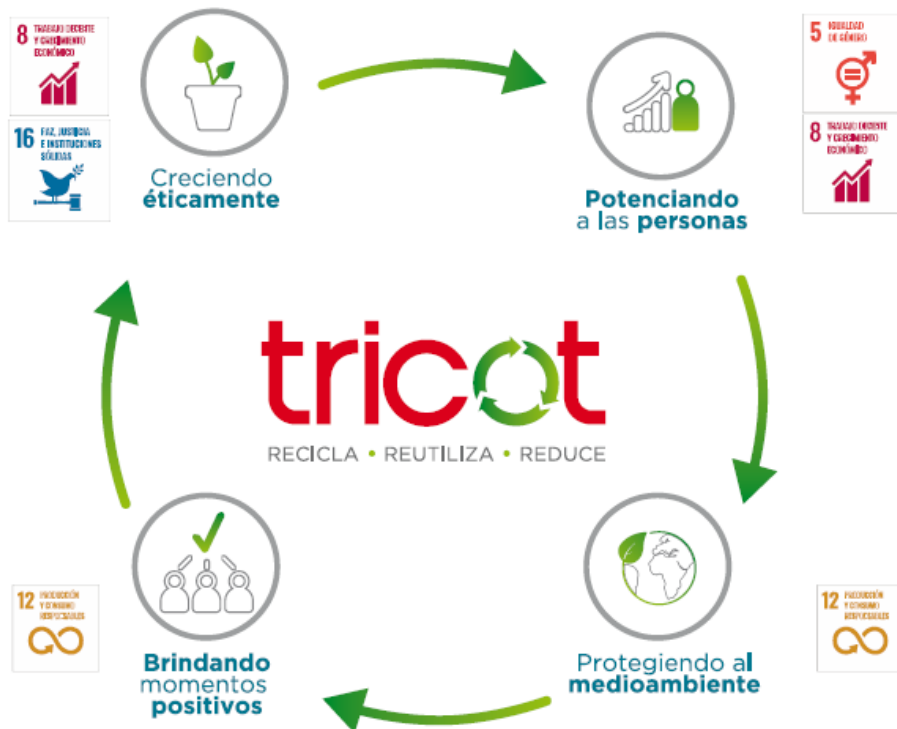 8 TRABAJO DECENTE
Y CRECIMIENTO
ECONÓMICO
16 PAZ, JUSTICIA
E INSTITUCIONES
SÓLIDAS
Creciendo
éticamente
Potenciando
a las personas
5 IGUALDAD
DE GÉNERO
8 TRABAJO DECENTE
Y CRECIMIENTO
ECONÓMICO
tricot
RECICLA • REUTILIZA • REDUCE
12 PRODUCCIÓN
Y CONSUMO
RESPONSABLES
Brindando
momentos
positivos
Protegiendo al
medioambiente
12 PRODUCCIÓN
Y CONSUMO
RESPONSABLES